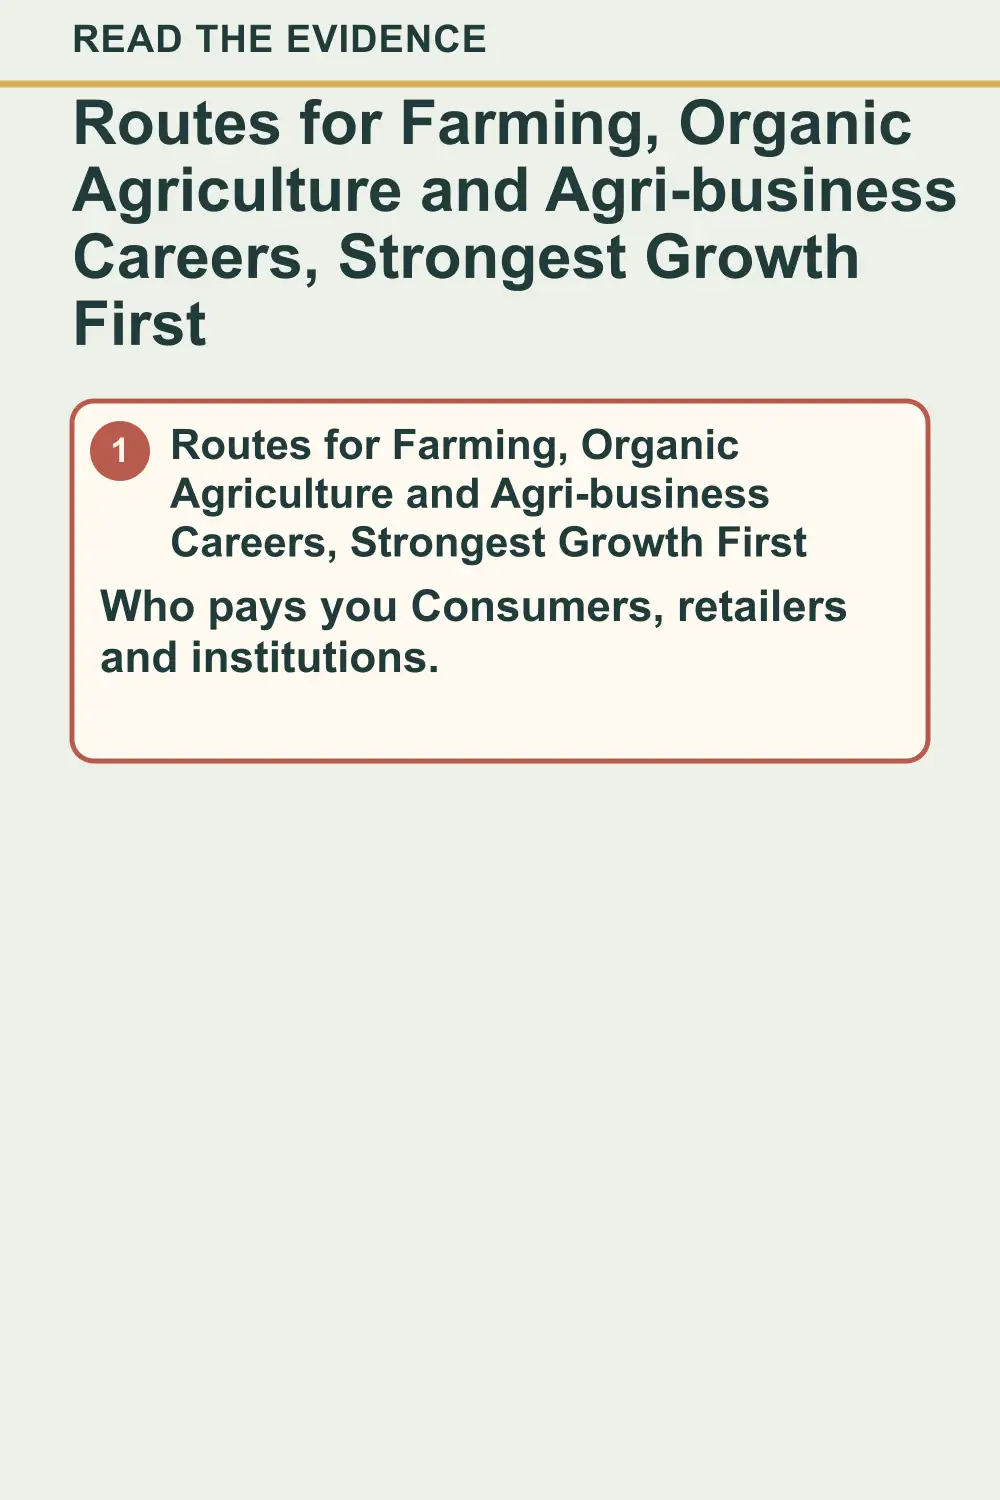 READ THE EVIDENCE
Routes for Farming, Organic
Agriculture and Agri-business
Careers, Strongest Growth
First
1
Routes for Farming, Organic
Agriculture and Agri-business
Careers, Strongest Growth First
Who pays you Consumers, retailers
and institutions.